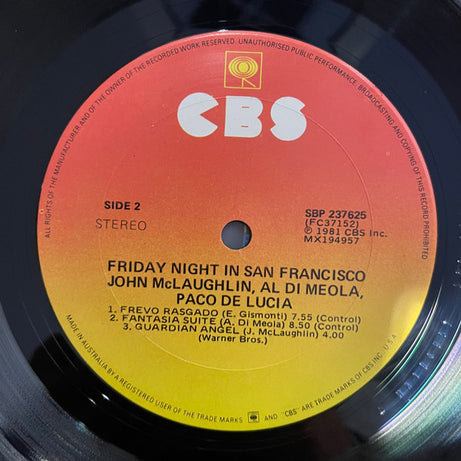 ALL RIGHTS OF THE MANUFACTURER AND OF THE OWNER OF THE RECORDED WORK RESERVED. UNAUTHORISED PUBLIC PERFORMANCE, BROADCASTING AND COPYING OF THIS RECORD PROHIBITED
CBS
SIDE 2
STEREO
SBP 237625
(FC37152)
℗ 1981 CBS Inc.
MX194957
FRIDAY NIGHT IN SAN FRANCISCO
JOHN McLAUGHLIN, AL DI MEOLA,
PACO DE LUCIA
1. FREVO RASGADO (E. Gismonti) 7.55 (Control)
2. FANTASIA SUITE (A. Di Meola) 8.50 (Control)
3. GUARDIAN ANGEL (J. McLaughlin) 4.00
(Warner Bros.)
MADE IN AUSTRALIA BY A REGISTERED USER OF THE TRADE MARKS AND "CBS" ARE TRADE MARKS OF CBS INC. U.S.A.